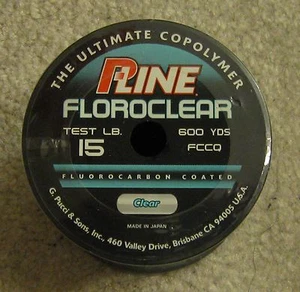 THE ULTIMATE COPOLYMER
PLINE
FLOROCLEAR
TEST LB. 600 YDS
15 FCCQ
FLUOROCARBON COATED
Clear
MADE IN JAPAN
G. Pucci & Sons, Inc. 460 Valley Drive, Brisbane CA 94005 U.S.A.